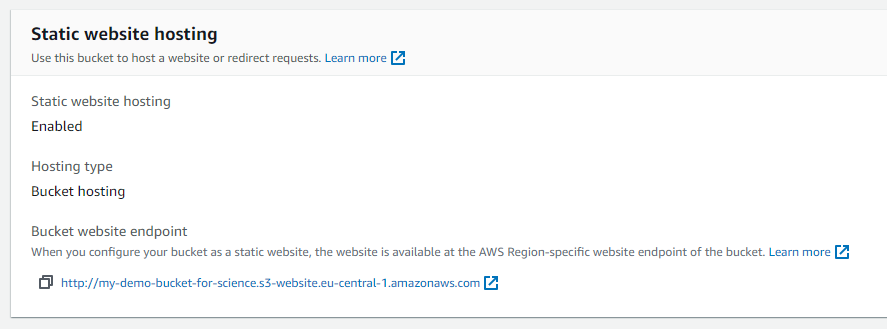 Static website hosting
Use this bucket to host a website or redirect requests. Learn more
Static website hosting
Enabled
Hosting type
Bucket hosting
Bucket website endpoint
When you configure your bucket as a static website, the website is available at the AWS Region-specific website endpoint of the bucket. Learn more
http://my-demo-bucket-for-science.s3-website.eu-central-1.amazonaws.com